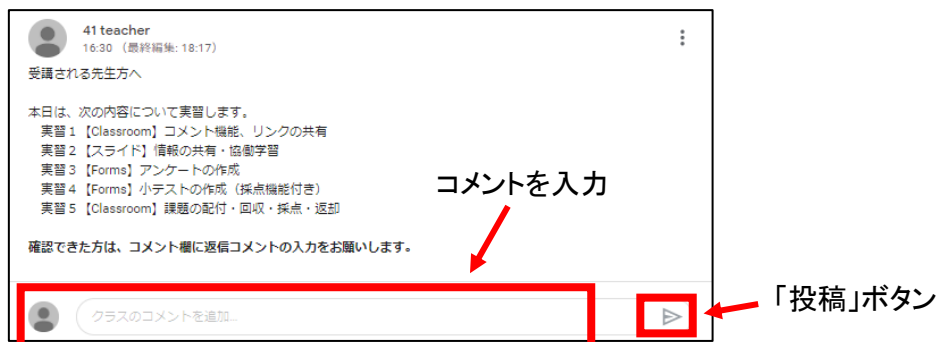 41 teacher
16:30 （最終編集: 18:17）
受講される先生方へ
本日は、次の内容について実習します。
実習１【Classroom】コメント機能、リンクの共有
実習２【スライド】情報の共有・協働学習
実習３【Forms】アンケートの作成
実習４【Forms】小テストの作成（採点機能付き）
実習５【Classroom】課題の配付・回収・採点・返却
コメントを入力
確認できた方は、コメント欄に返信コメントの入力をお願いします。
クラスのコメントを追加...
「投稿」ボタン